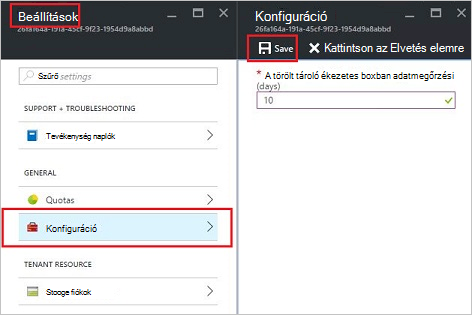 Beállítások
26fa164a-191a-45cf-9f23-1954d9a8abbd
Szűrő settings
SUPPORT + TROUBLESHOOTING
Tevékenység naplók
GENERAL
Quotas
Konfiguráció
TENANT RESOURCE
Stooge fiókok
Konfiguráció
26fa164a-191a-45cf-9f23-1954d9a8abbd
Save
Kattintson az Elvetés elemre
* A törölt tároló ékezetes boxban adatmegőrzési
(days)
10